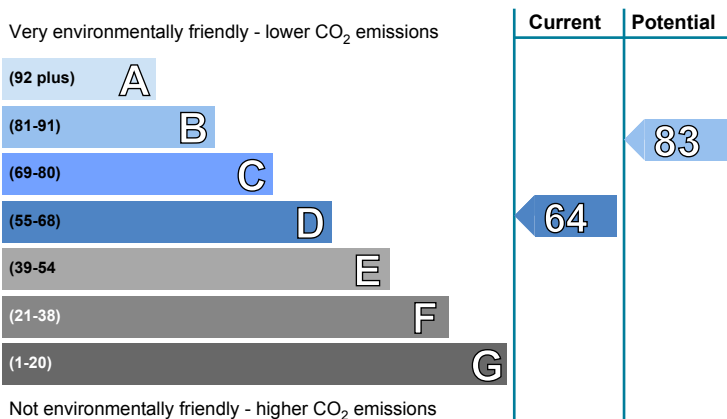 Very environmentally friendly - lower CO2 emissions
Current
Potential
(92 plus) A
(81-91) B
83
(69-80) C
(55-68) D
64
(39-54 E
(21-38) F
(1-20) G
Not environmentally friendly - higher CO2 emissions